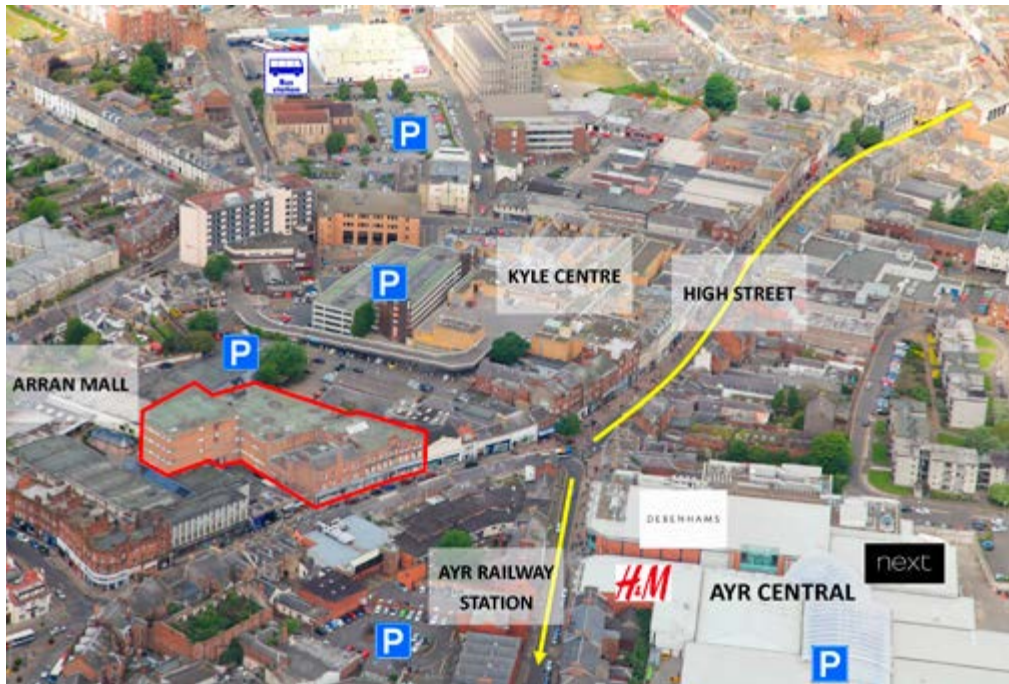 Bus
station
P
P
KYLE CENTRE
HIGH STREET
P
ARRAN MALL
DEBENHAMS
next
H&M
AYR RAILWAY
STATION
AYR CENTRAL
P
P